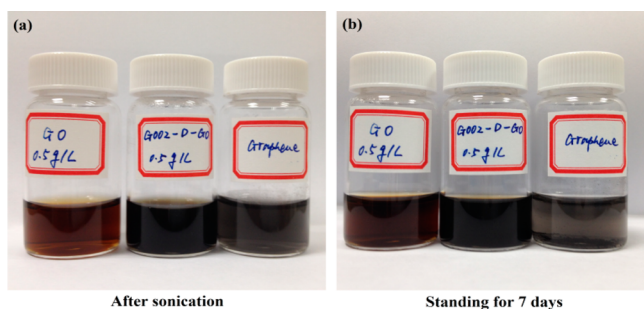 (a)
GO
0.5g/L
G002-D-GO
0.5g/L
Graphene
After sonication
(b)
GO
0.5g/L
G002-D-GO
0.5g/L
Graphene
Standing for 7 days